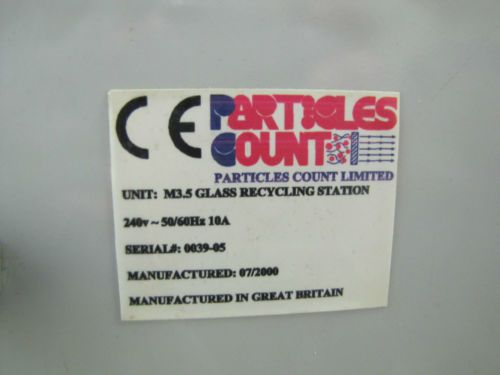 CE PARTICLES
COUNT
PARTICLES COUNT LIMITED
UNIT: M3.5 GLASS RECYCLING STATION
240v ~ 50/60Hz 10A
SERIAL#: 0039-05
MANUFACTURED: 07/2000
MANUFACTURED IN GREAT BRITAIN